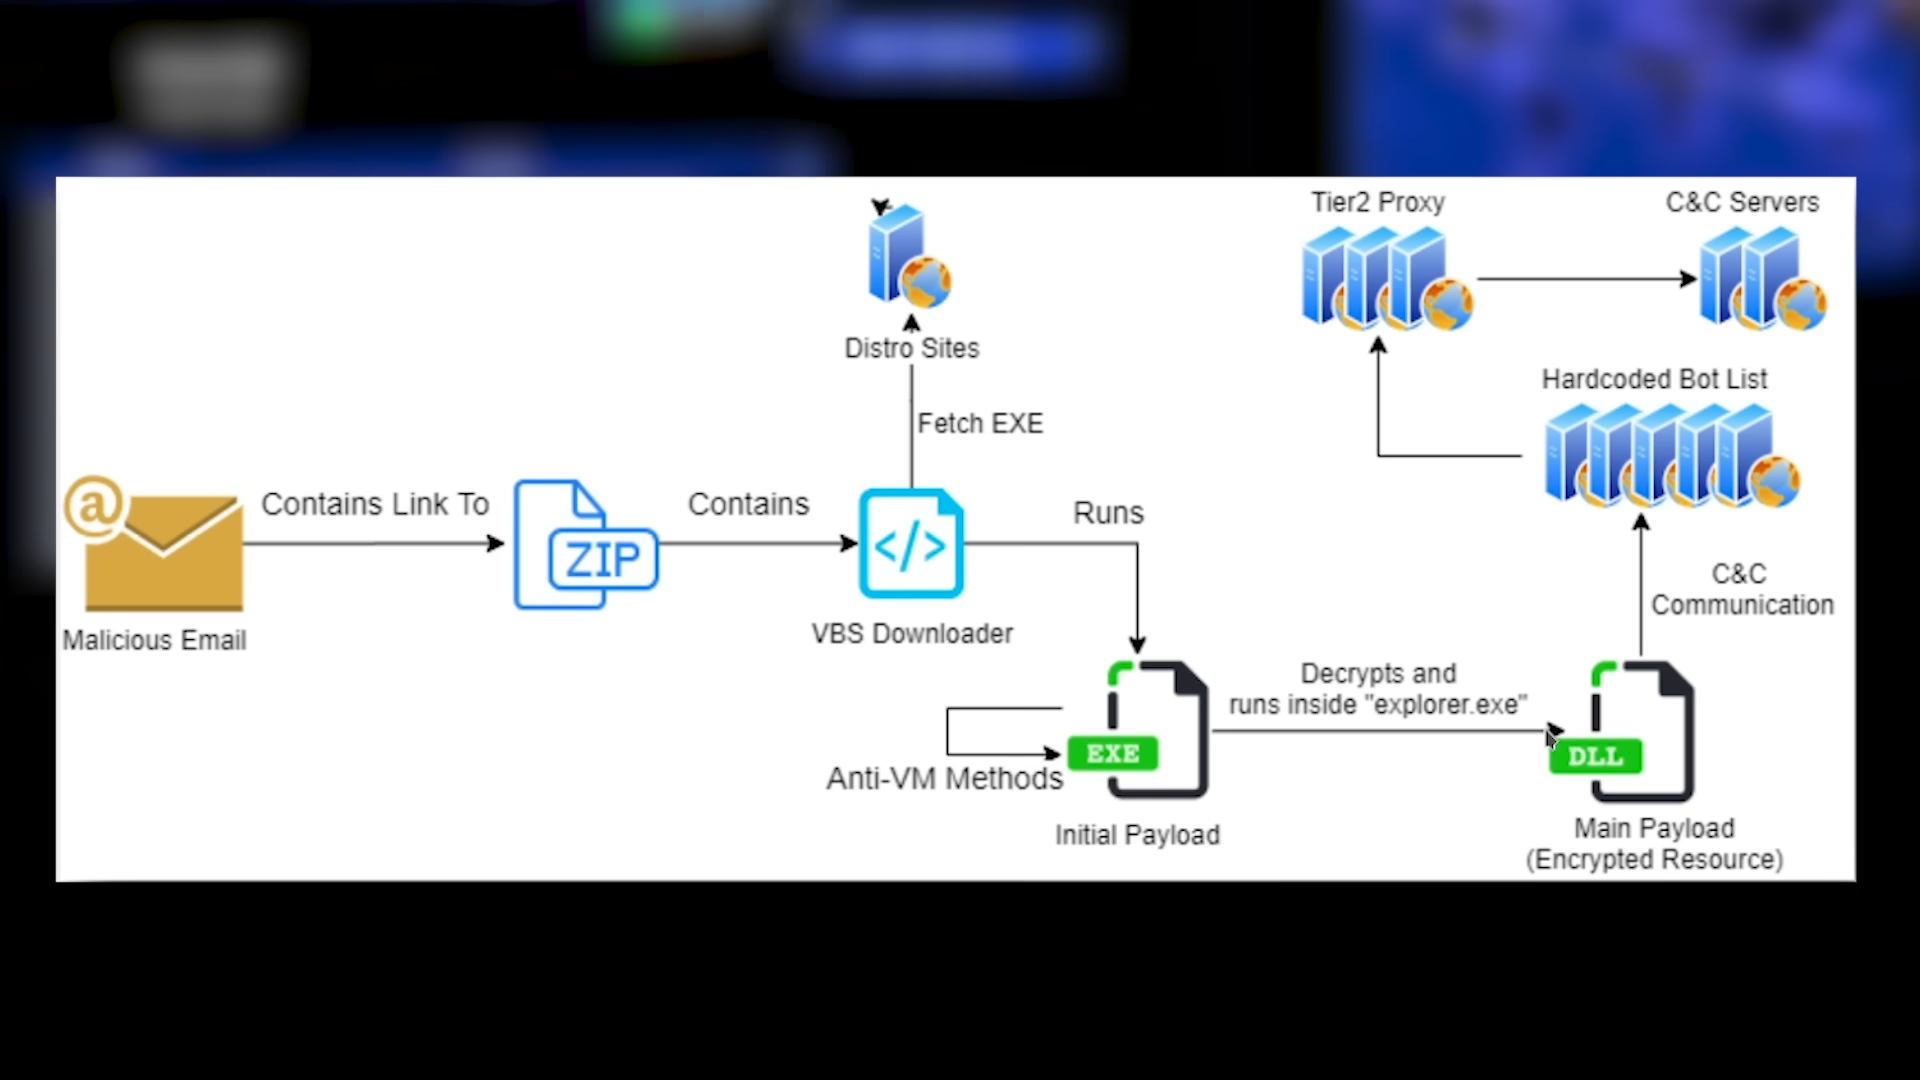 Tier2 Proxy
C&C Servers
Distro Sites
Hardcoded Bot List
Fetch EXE
@
Contains Link To
ZIP
Contains
</>
Runs
C&C
Communication
Malicious Email
VBS Downloader
Decrypts and
runs inside "explorer.exe"
EXE
DLL
Anti-VM Methods
Initial Payload
Main Payload
(Encrypted Resource)